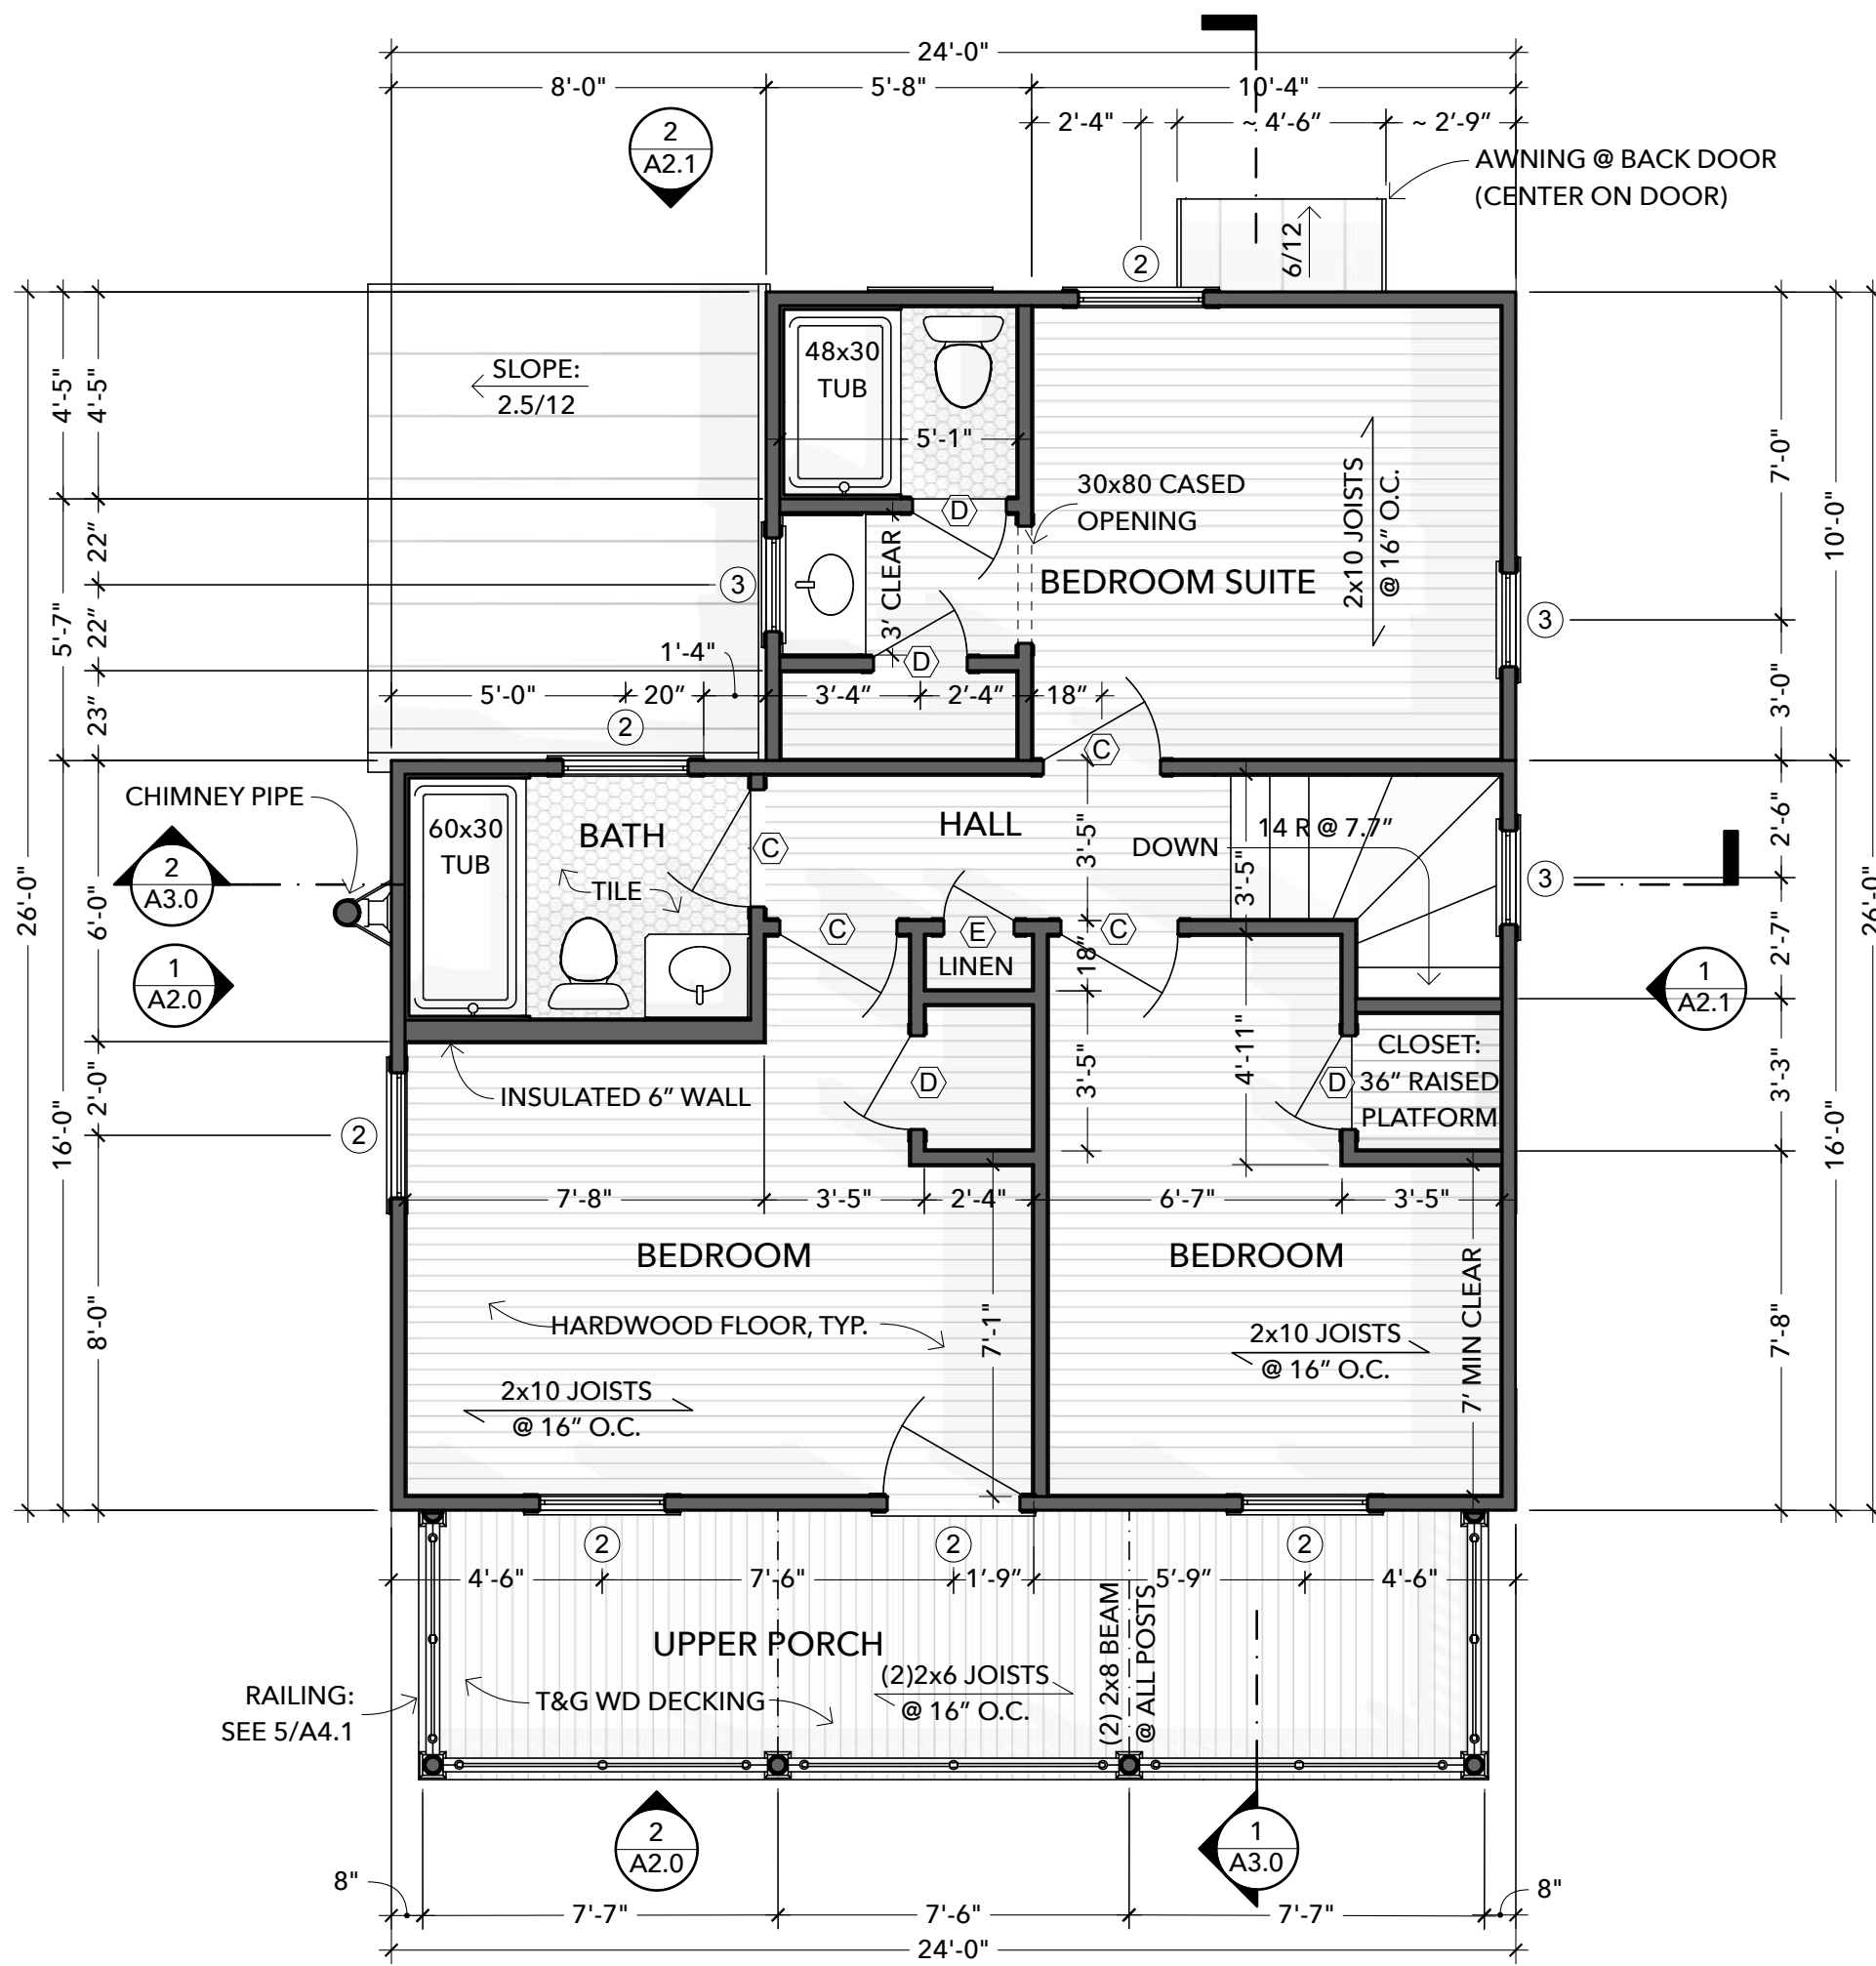 24'-0"
8'-0"
5'-8"
10'-4"
2'-4"
~ 4'-6"
~ 2'-9"
2
A2.1
AWNING @ BACK DOOR
(CENTER ON DOOR)
6/12
2
SLOPE:
2.5/12
48x30
TUB
5'-1"
30x80 CASED
OPENING
2x10 JOISTS
@ 16" O.C.
4'-5"
4'-5"
7'-0"
10'-0"
D
3' CLEAR
BEDROOM SUITE
22"
22"
5'-7"
3
3
1'-4"
D
5'-0"
20"
3'-4"
2'-4"
18"
23"
3'-0"
2
C
CHIMNEY PIPE
60x30
TUB
BATH
HALL
14 R @ 7.7"
DOWN
C
3'-5"
3'-5"
2'-6"
2
A3.0
TILE
3
26'-0"
6'-0"
26'-0"
C
E
C
LINEN
18"
2'-7"
1
A2.0
1
A2.1
CLOSET:
36" RAISED
PLATFORM
D
D
3'-5"
4'-11"
3'-3"
INSULATED 6" WALL
2'-0"
16'-0"
16'-0"
2
7'-8"
3'-5"
2'-4"
6'-7"
3'-5"
BEDROOM
BEDROOM
HARDWOOD FLOOR, TYP.
7'-1"
7' MIN CLEAR
8'-0"
7'-8"
2x10 JOISTS
@ 16" O.C.
2x10 JOISTS
@ 16" O.C.
2
2
2
4'-6"
7'-6"
1'-9"
5'-9"
4'-6"
UPPER PORCH
(2)2x6 JOISTS
@ 16" O.C.
(2) 2x8 BEAM
@ ALL POSTS
T&G WD DECKING
RAILING:
SEE 5/A4.1
2
A2.0
1
A3.0
8"
7'-7"
7'-6"
7'-7"
8"
24'-0"